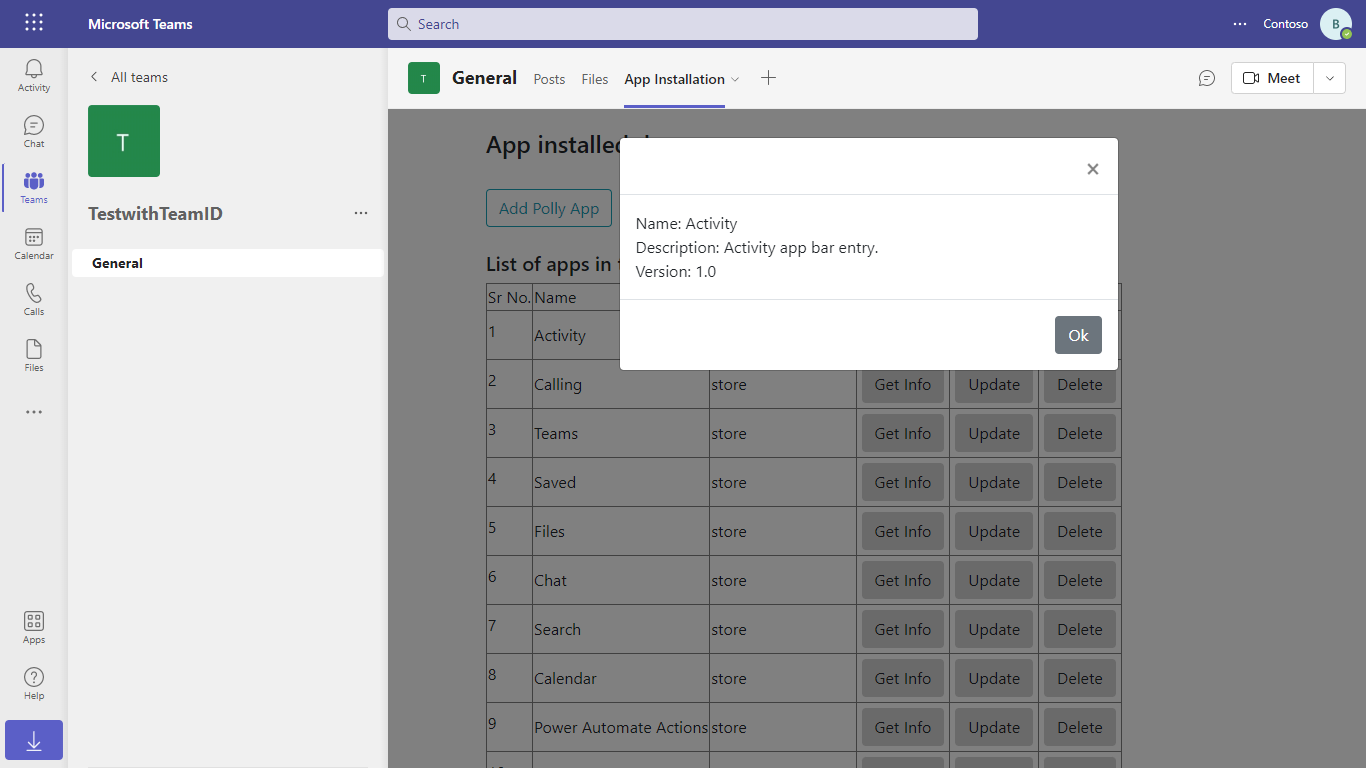 Microsoft Teams
Search
Contoso
B
Activity
Chat
Teams
Calendar
Calls
Files
Apps
Help
All teams
T
TestwithTeamID
General
T
General Posts Files App Installation
Meet
App installed
Add Polly App
List of apps in
Name: Activity
Description: Activity app bar entry.
Version: 1.0
Ok
Sr No. Name
1 Activity
2 Calling store Get Info Update Delete
3 Teams store Get Info Update Delete
4 Saved store Get Info Update Delete
5 Files store Get Info Update Delete
6 Chat store Get Info Update Delete
7 Search store Get Info Update Delete
8 Calendar store Get Info Update Delete
9 Power Automate Actions store Get Info Update Delete